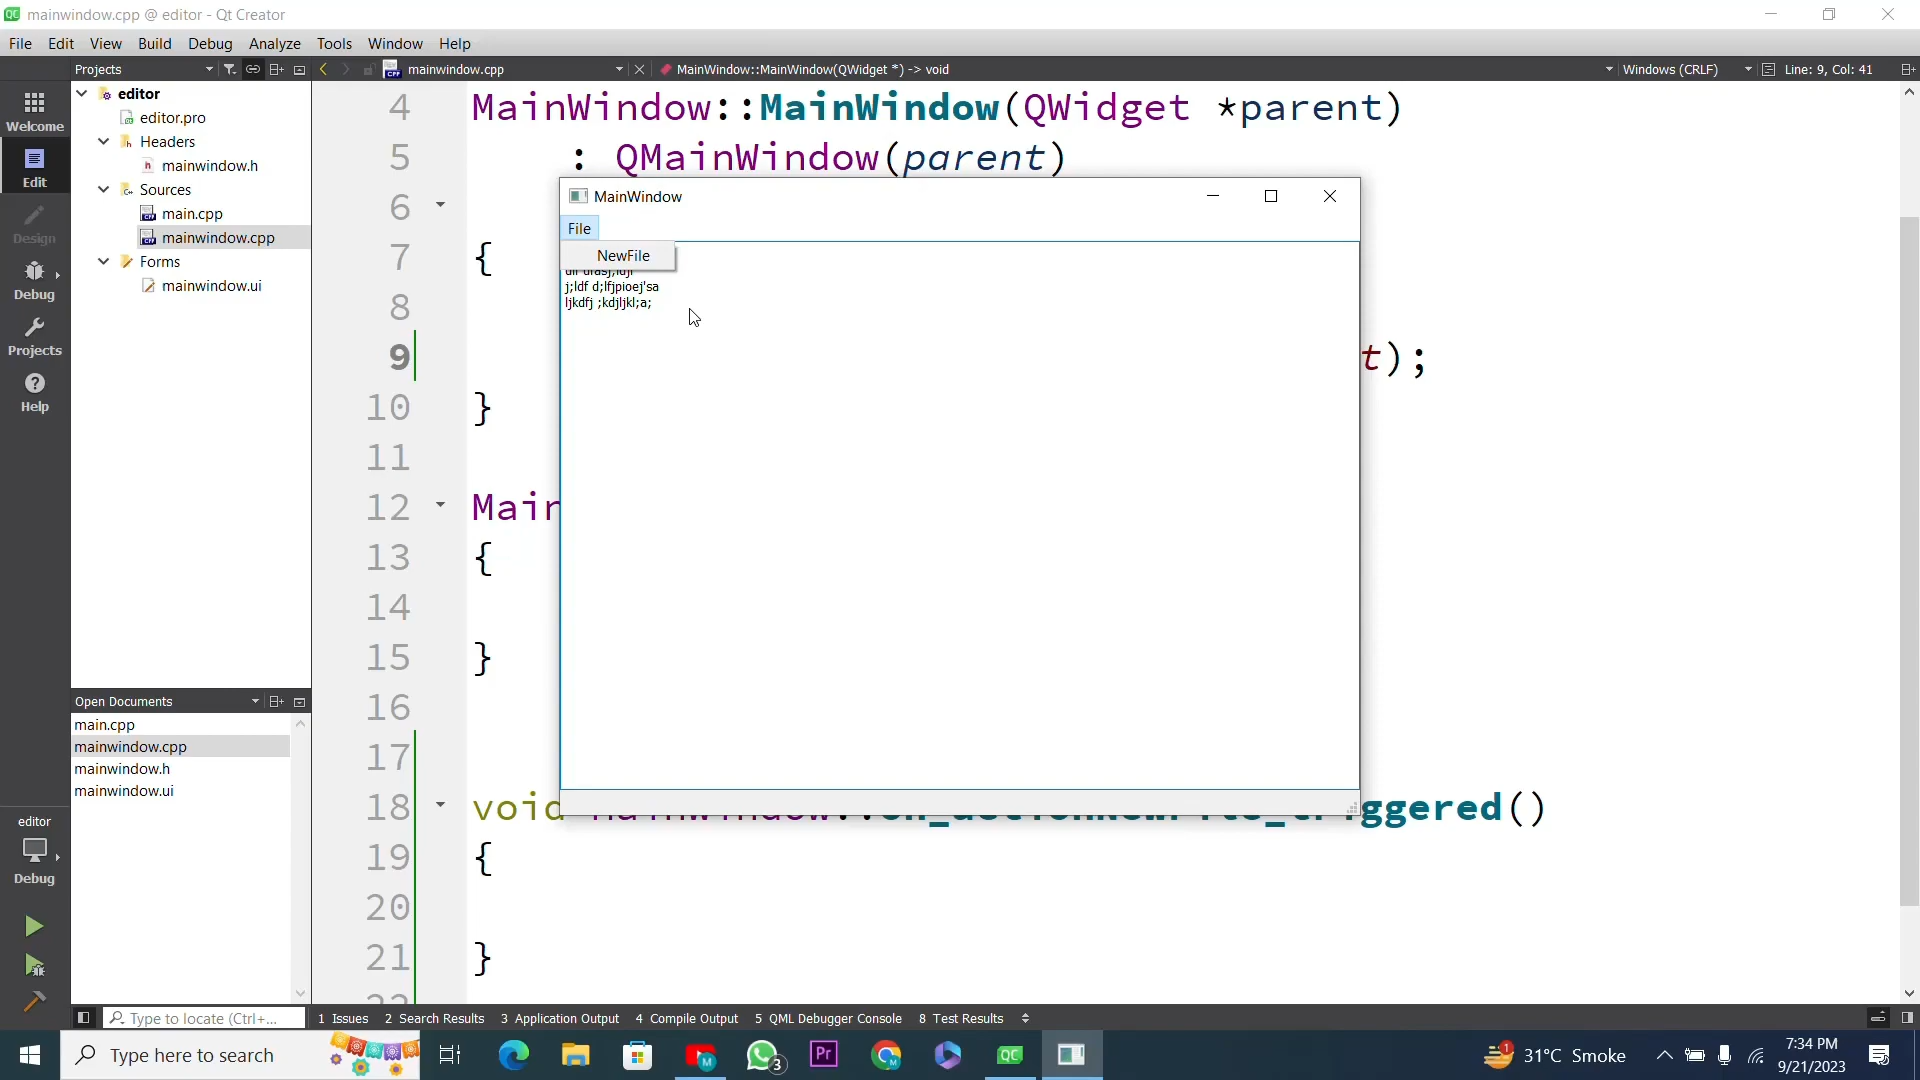 mainwindow.cpp @ editor - Qt Creator
File Edit View Build Debug Analyze Tools Window Help
Projects
mainwindow.cpp
MainWindow::MainWindow(QWidget *) -> void
Windows (CRLF)
Line: 9, Col: 41
Welcome
Edit
Design
Debug
Projects
Help
editor
editor.pro
Headers
mainwindow.h
Sources
main.cpp
mainwindow.cpp
Forms
mainwindow.ui
4 MainWindow::MainWindow(QWidget *parent)
5 : QMainWindow(parent)
6
7 {
8
9 t);
10 }
11
12 Main
13 {
14
15 }
16
17
18 void ggered()
19 {
20
21 }
MainWindow
File
NewFile
j;ldf d;lfjpioej'sa
ljkdfj ;kdjljkl;a;
Open Documents
main.cpp
mainwindow.cpp
mainwindow.h
mainwindow.ui
editor
Debug
Type to locate (Ctrl+...
1 Issues 2 Search Results 3 Application Output 4 Compile Output 5 QML Debugger Console 8 Test Results
Type here to search
3
Pr
QC
1
31°C Smoke
7:34 PM
9/21/2023